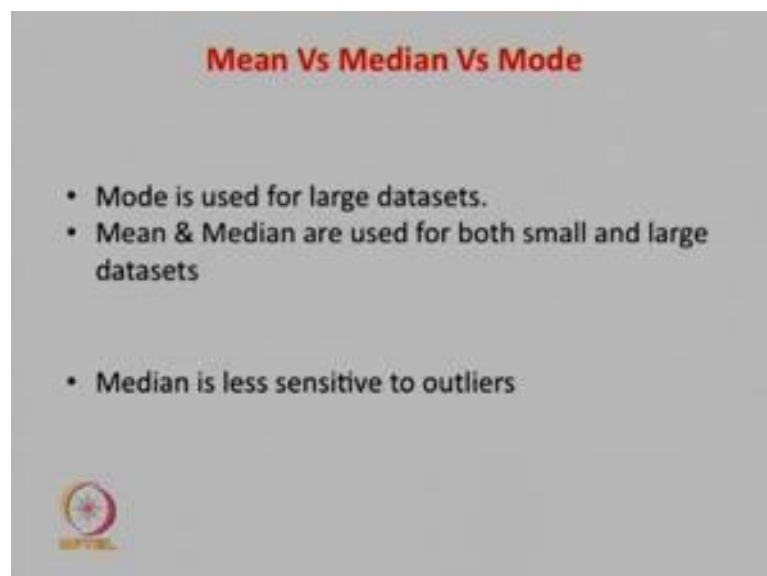 Mean Vs Median Vs Mode
• Mode is used for large datasets.
• Mean & Median are used for both small and large
datasets
• Median is less sensitive to outliers